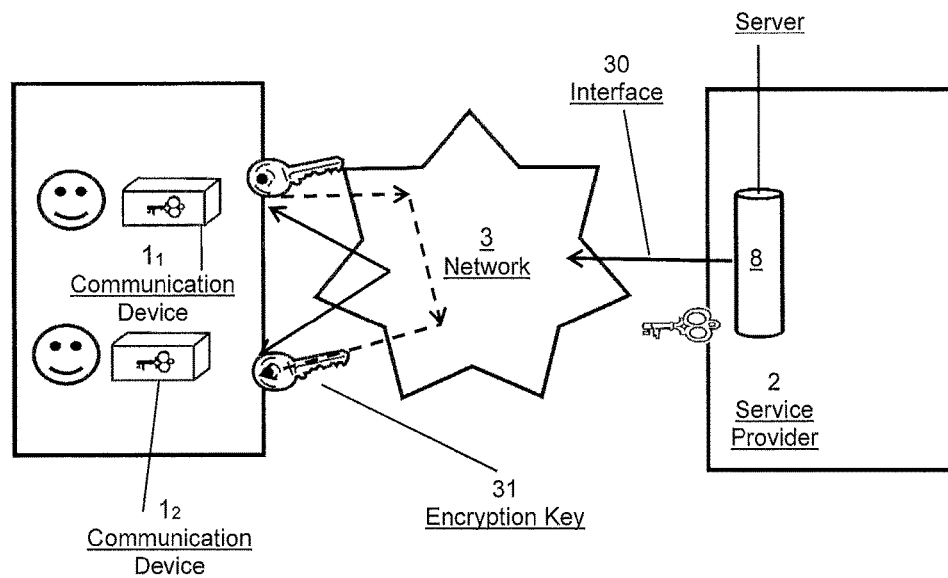 Server
30
Interface
3
Network
8
1₁
Communication
Device
2
Service
Provider
31
Encryption Key
1₂
Communication
Device